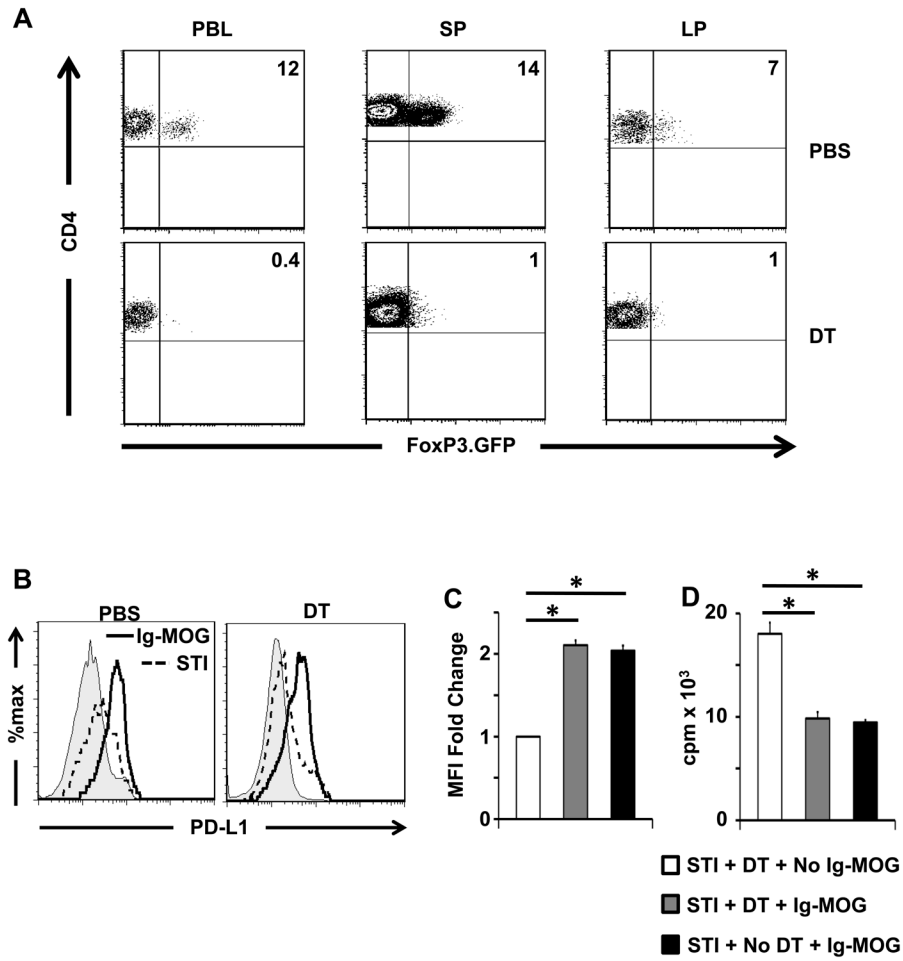 A
PBL SP LP
12 14 7
PBS
CD4
0.4 1 1
DT
FoxP3.GFP
B
PBS DT
Ig-MOG
STI
%max
PD-L1
C
*
*
MFI Fold Change
2
1
0
D
*
*
cpm x 10³
20
10
0
STI + DT + No Ig-MOG
STI + DT + Ig-MOG
STI + No DT + Ig-MOG